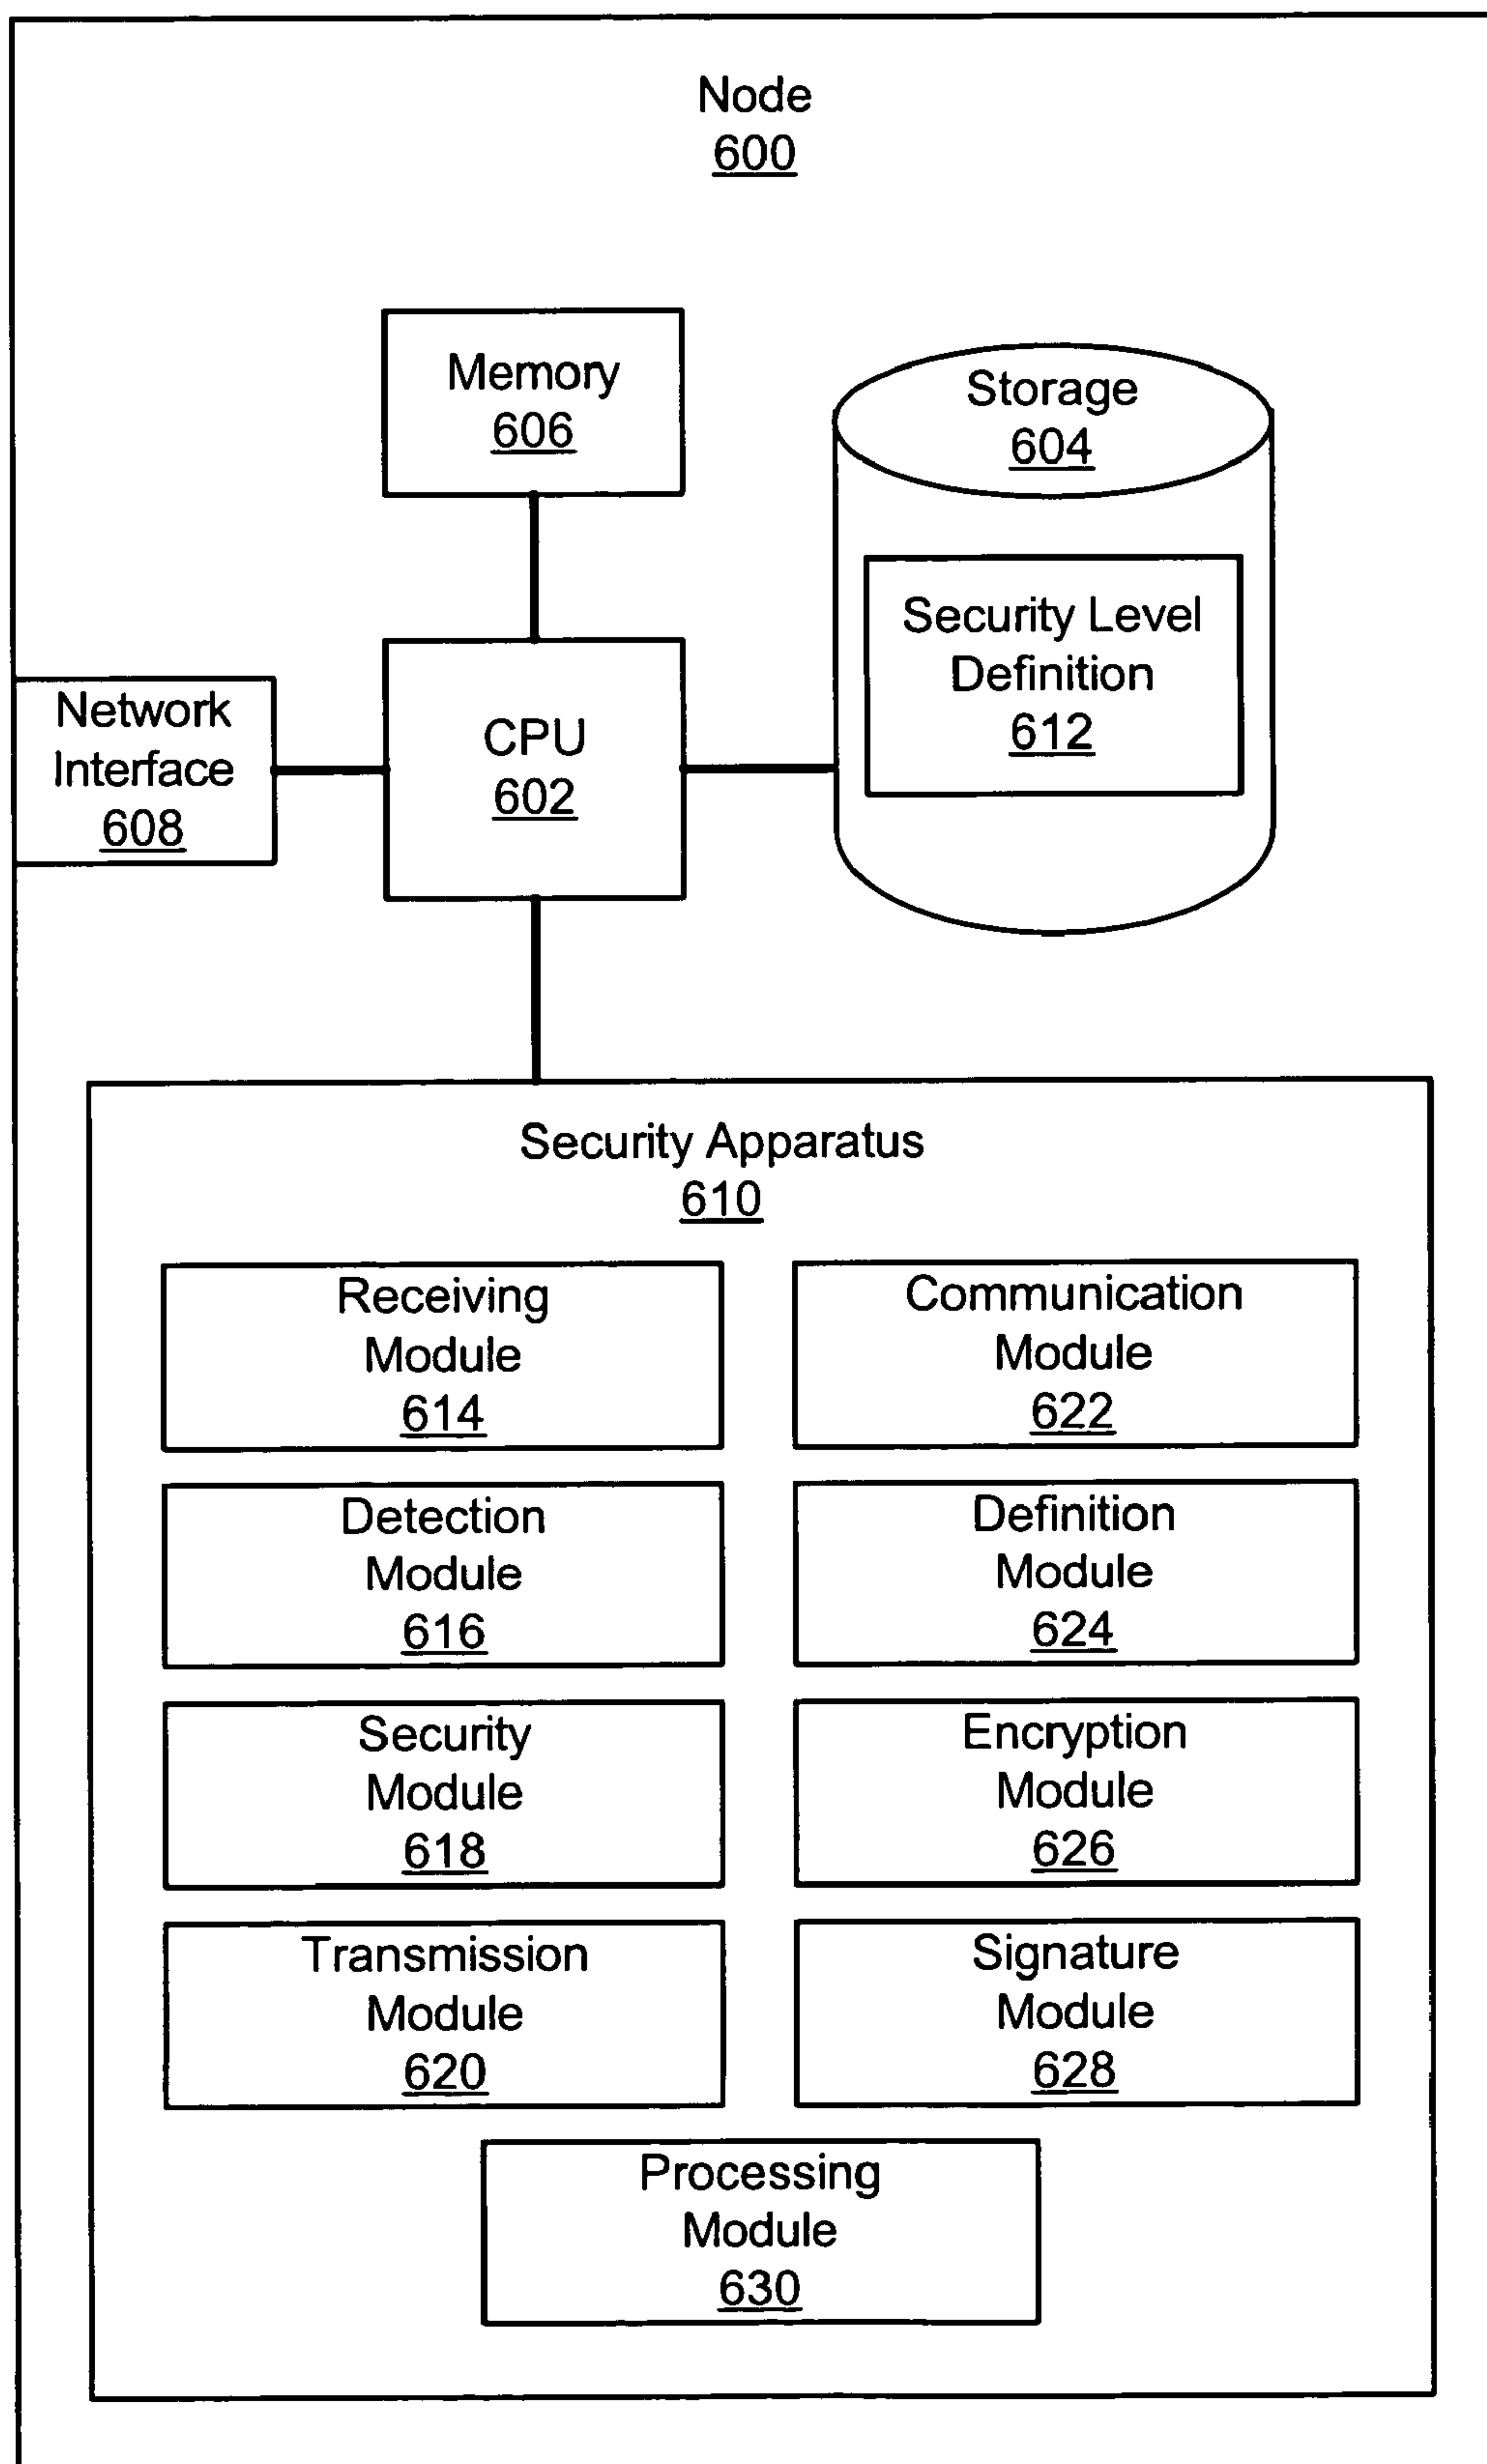 Node
600
Memory
606
Storage
604
Security Level
Definition
612
Network
Interface
608
CPU
602
Security Apparatus
610
Receiving
Module
614
Communication
Module
622
Detection
Module
616
Definition
Module
624
Security
Module
618
Encryption
Module
626
Transmission
Module
620
Signature
Module
628
Processing
Module
630